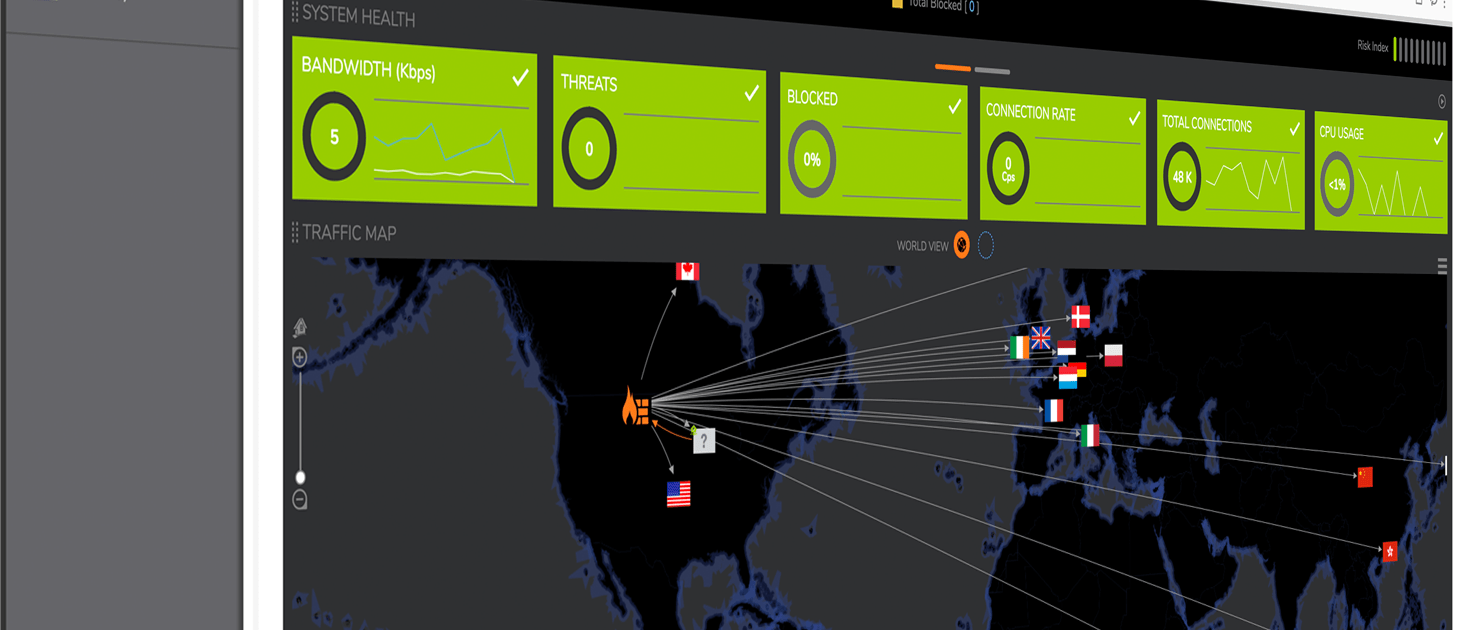 Total Blocked [ 0 ]
SYSTEM HEALTH
Risk Index
BANDWIDTH (Kbps)
5
THREATS
0
BLOCKED
0%
CONNECTION RATE
0
Cps
TOTAL CONNECTIONS
48 K
CPU USAGE
<1%
TRAFFIC MAP
WORLD VIEW
?